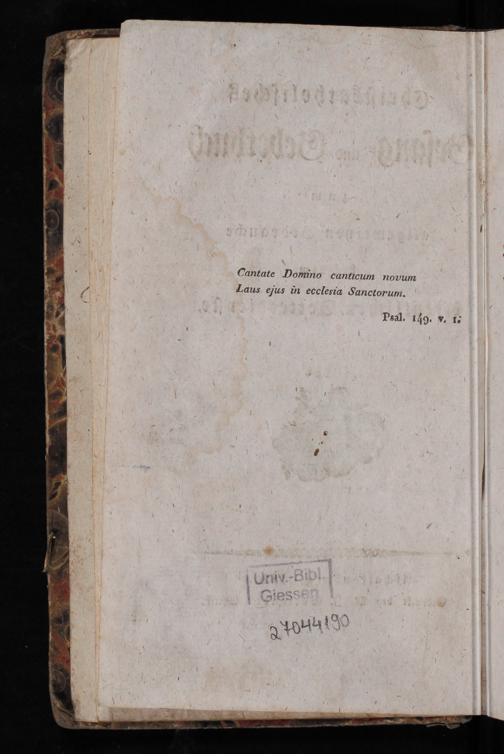 Cantate Domino canticum novum
Laus ejus in ecclesia Sanctorum.
Psal. 149. v. 1.
Univ.-Bibl.
Giessen
27044190